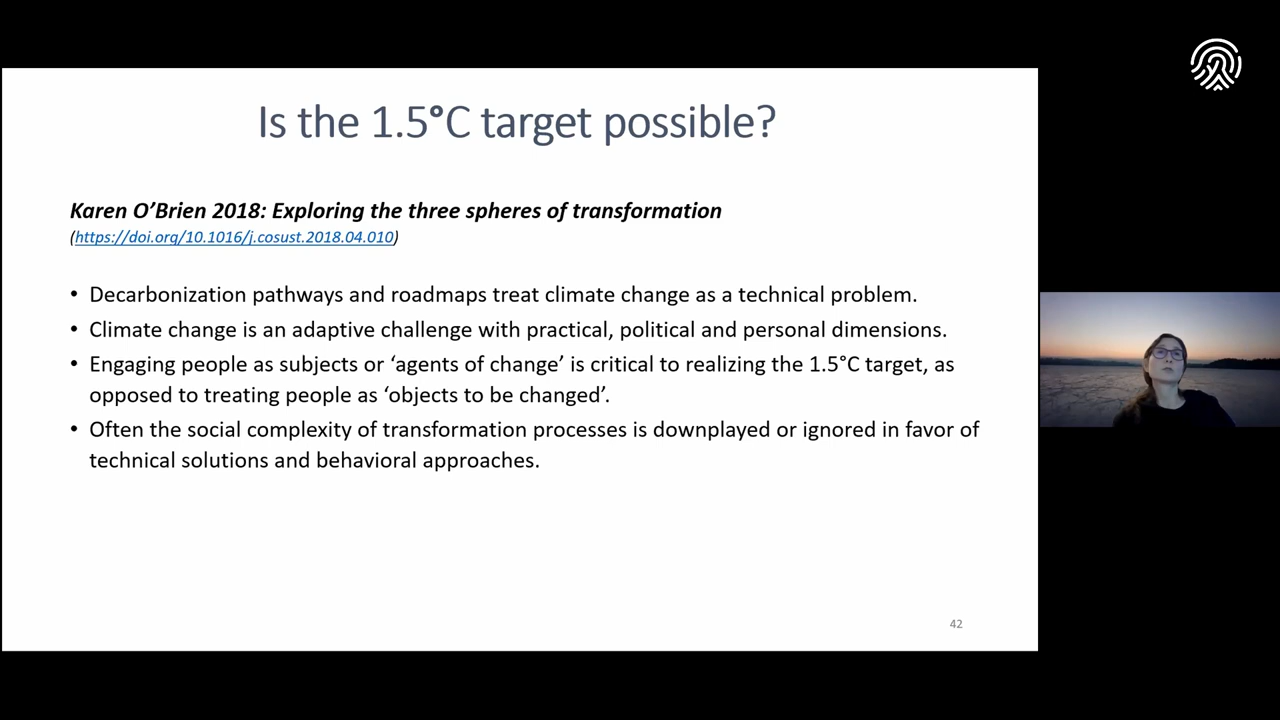 Is the 1.5°C target possible?
Karen O’Brien 2018: Exploring the three spheres of transformation
(https://doi.org/10.1016/j.cosust.2018.04.010)
• Decarbonization pathways and roadmaps treat climate change as a technical problem.
• Climate change is an adaptive challenge with practical, political and personal dimensions.
• Engaging people as subjects or ‘agents of change’ is critical to realizing the 1.5°C target, as
opposed to treating people as ‘objects to be changed’.
• Often the social complexity of transformation processes is downplayed or ignored in favor of
technical solutions and behavioral approaches.
42